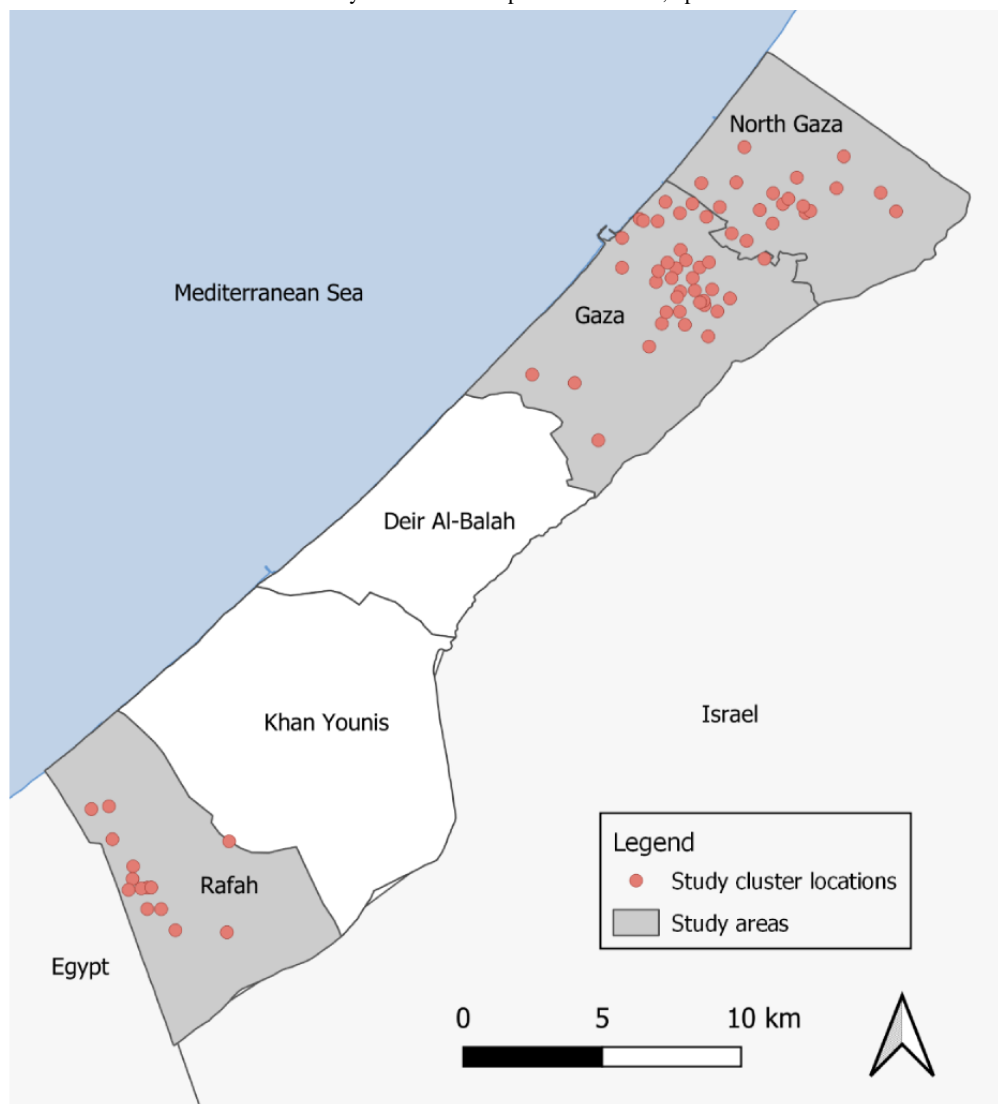 North Gaza
Mediterranean Sea
Gaza
Deir Al-Balah
Khan Younis
Israel
Rafah
Egypt
Legend
Study cluster locations
Study areas
0 5 10 km